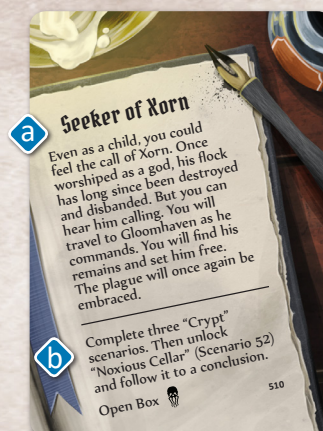 Seeker of Xorn
a
Even as a child, you could
feel the call of Xorn. Once
worshiped as a god, his flock
has long since been destroyed
and disbanded. But you can
hear him calling. You will
travel to Gloomhaven as he
commands. You will find his
remains and set him free.
The plague will once again be
embraced.
b
Complete three “Crypt”
scenarios. Then unlock
“Noxious Cellar” (Scenario 52)
and follow it to a conclusion.
Open Box
510